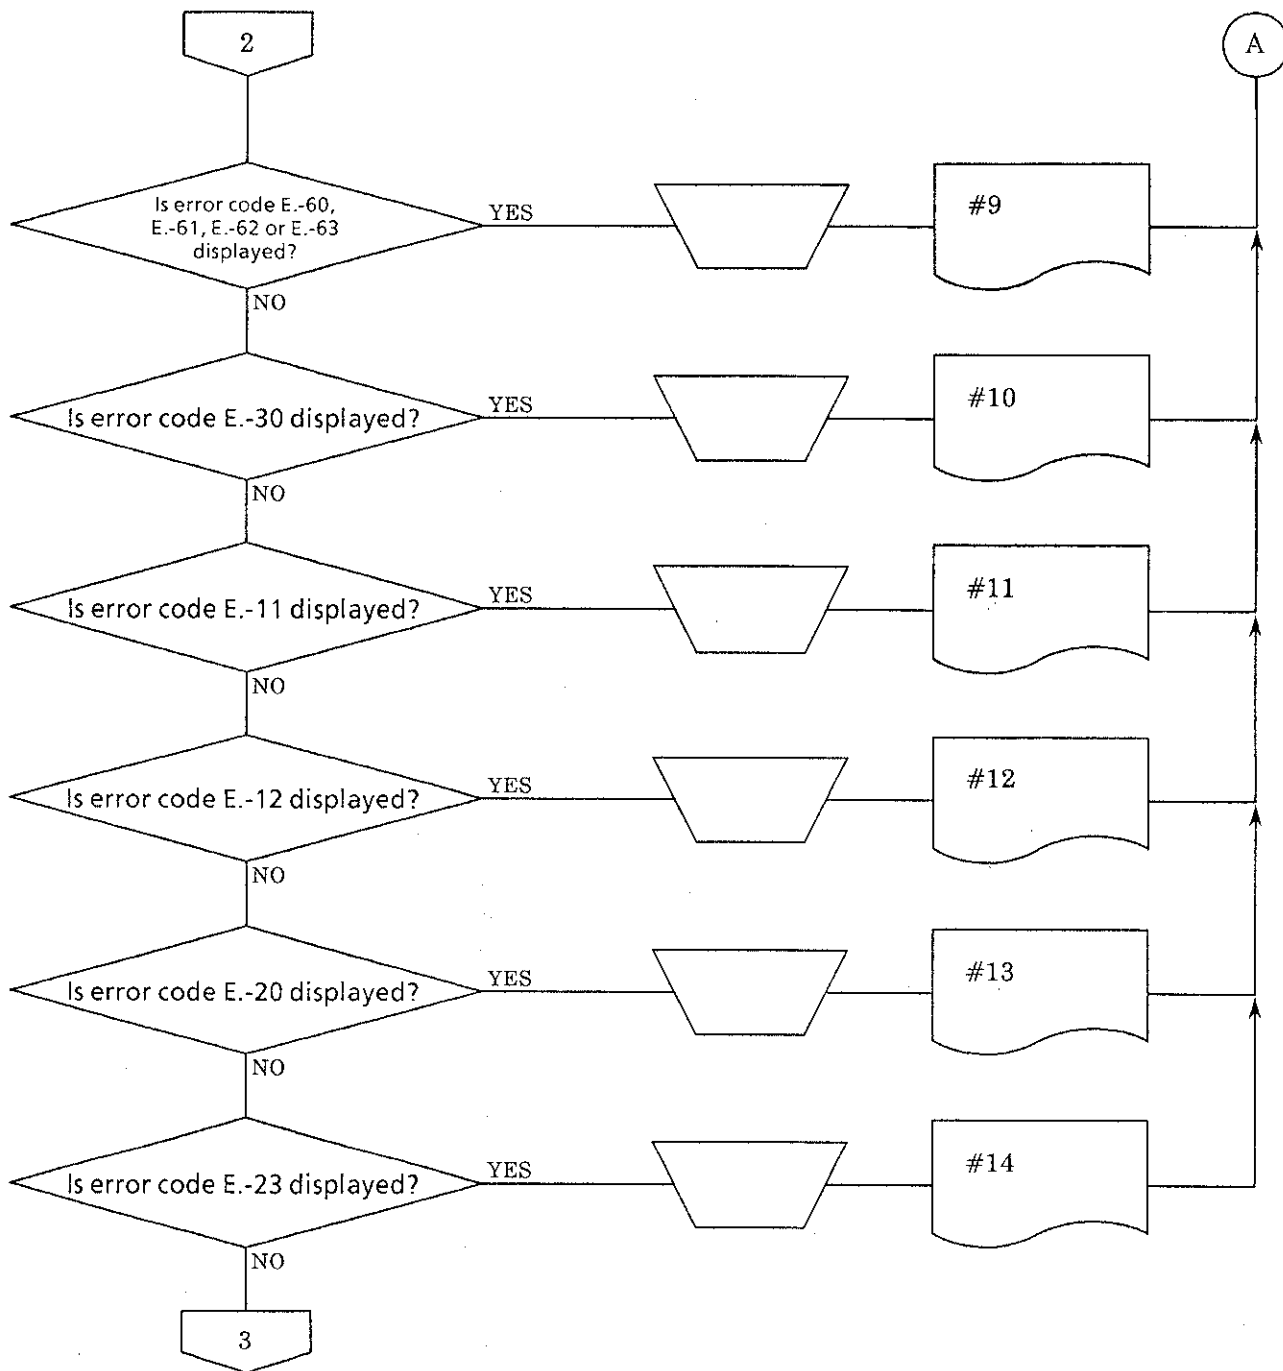 2
A
Is error code E.-60,
E.-61, E.-62 or E.-63
displayed?
YES
#9
NO
Is error code E.-30 displayed?
YES
#10
NO
Is error code E.-11 displayed?
YES
#11
NO
Is error code E.-12 displayed?
YES
#12
NO
Is error code E.-20 displayed?
YES
#13
NO
Is error code E.-23 displayed?
YES
#14
NO
3